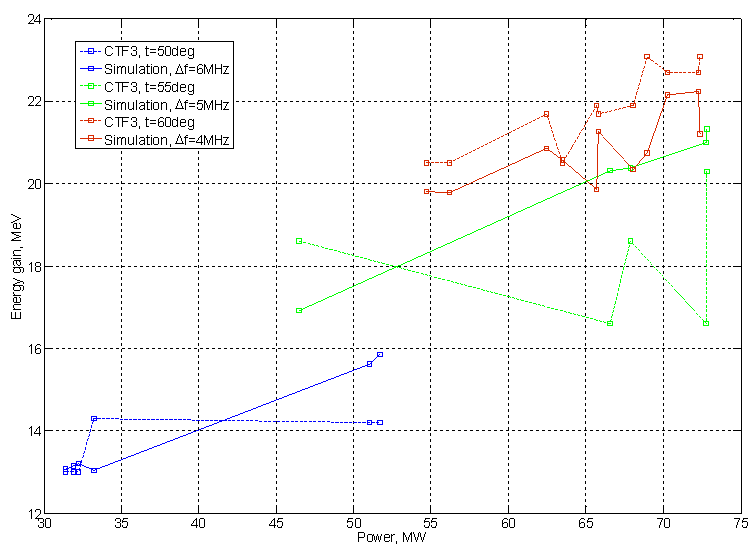 24
22
20
18
16
14
12
Energy gain, MeV
CTF3, t=50deg
Simulation, Δf=6MHz
CTF3, t=55deg
Simulation, Δf=5MHz
CTF3, t=60deg
Simulation, Δf=4MHz
30 35 40 45 50 55 60 65 70 75
Power, MW